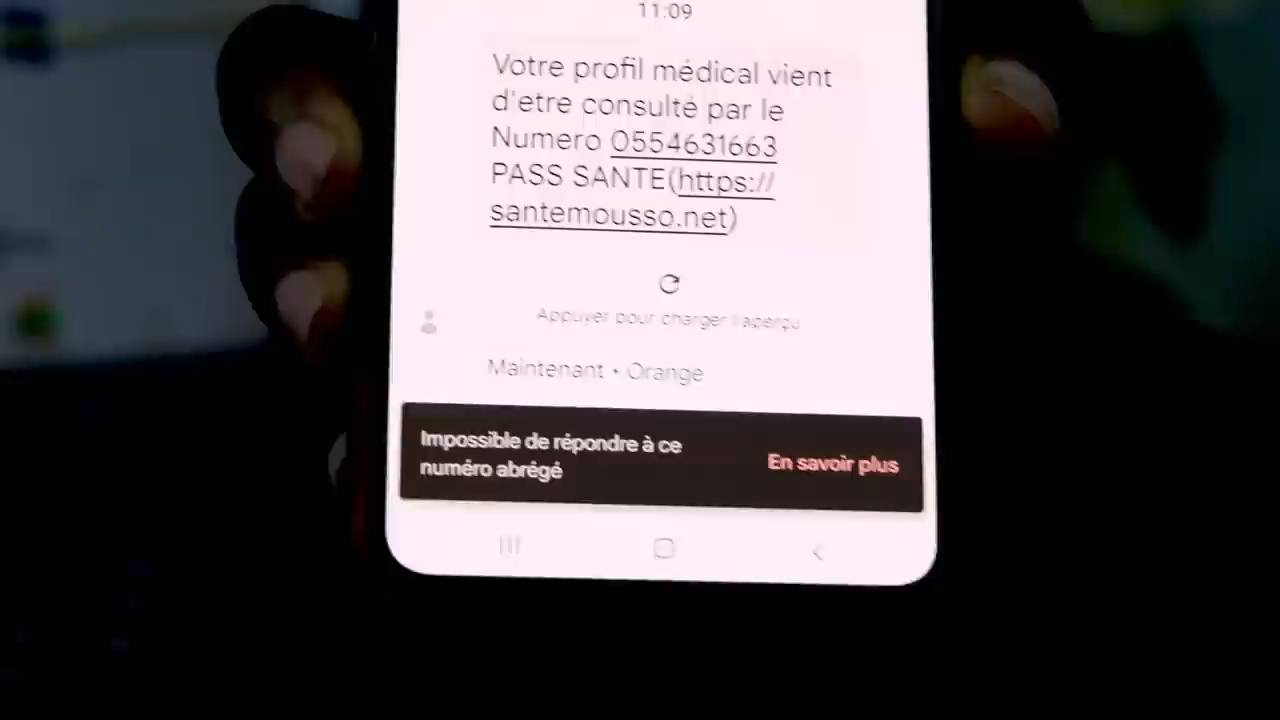 11:09
Votre profil médical vient
d'etre consulté par le
Numero 0554631663
PASS SANTE(https://
santemousso.net)
Appuyer pour charger l'aperçu
Maintenant • Orange
Impossible de répondre à ce
numéro abrégé
En savoir plus